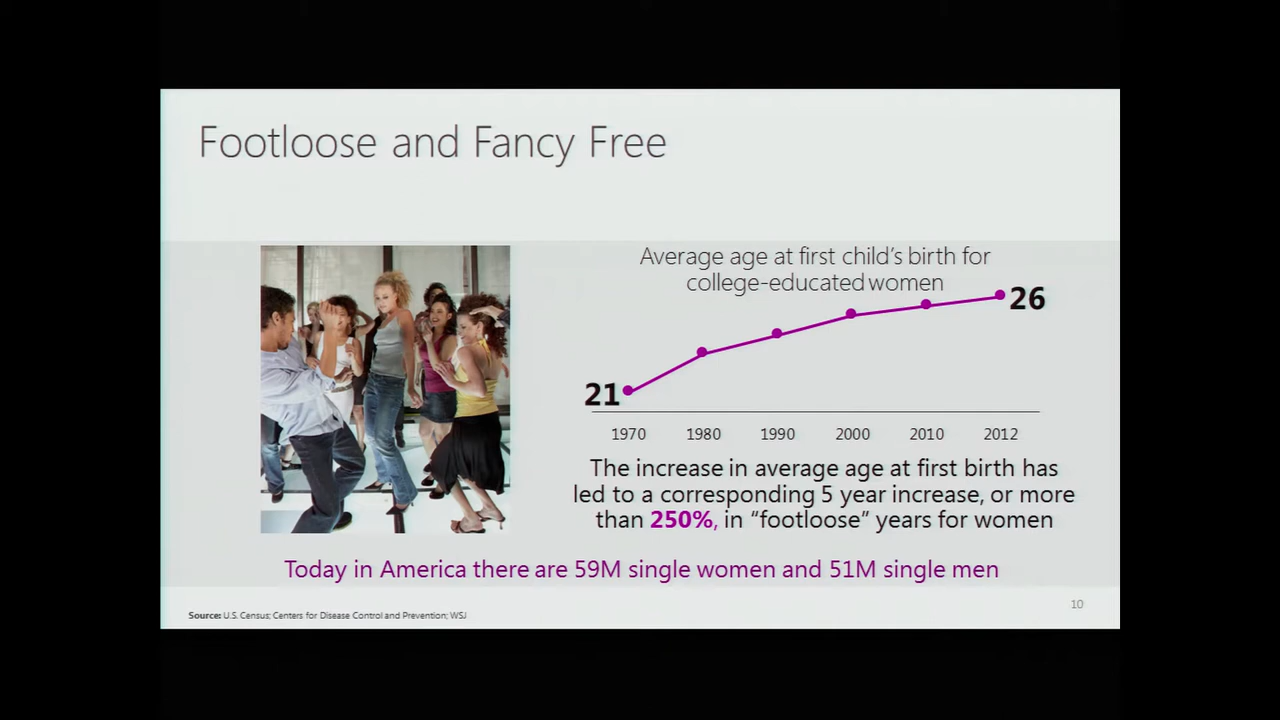 Footloose and Fancy Free
Average age at first child's birth for
college-educated women
26
21
1970 1980 1990 2000 2010 2012
The increase in average age at first birth has
led to a corresponding 5 year increase, or more
than 250%, in “footloose” years for women
Today in America there are 59M single women and 51M single men
10
Source: U.S. Census; Centers for Disease Control and Prevention; WSJ